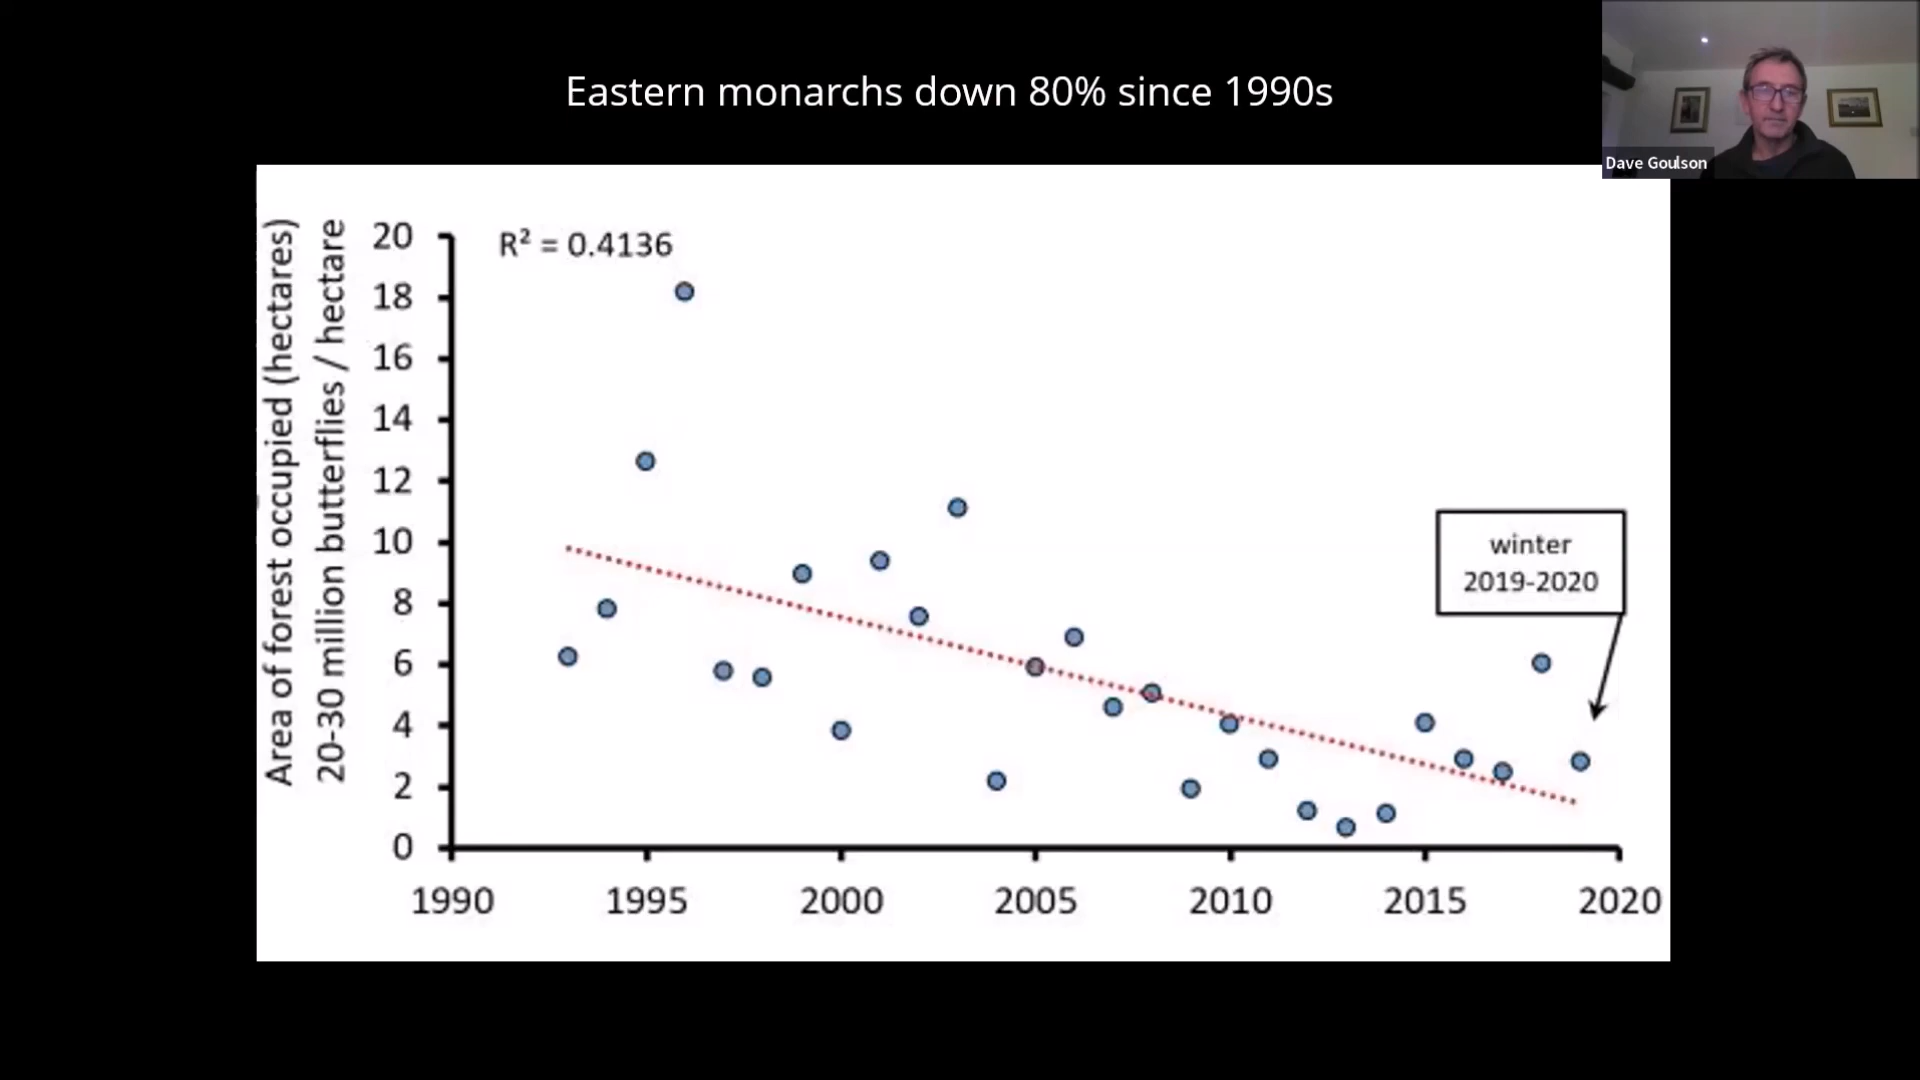 Eastern monarchs down 80% since 1990s
Dave Goulson
Area of forest occupied (hectares)
20-30 million butterflies / hectare
R² = 0.4136
20
18
16
14
12
10
8
6
4
2
0
winter
2019-2020
1990 1995 2000 2005 2010 2015 2020